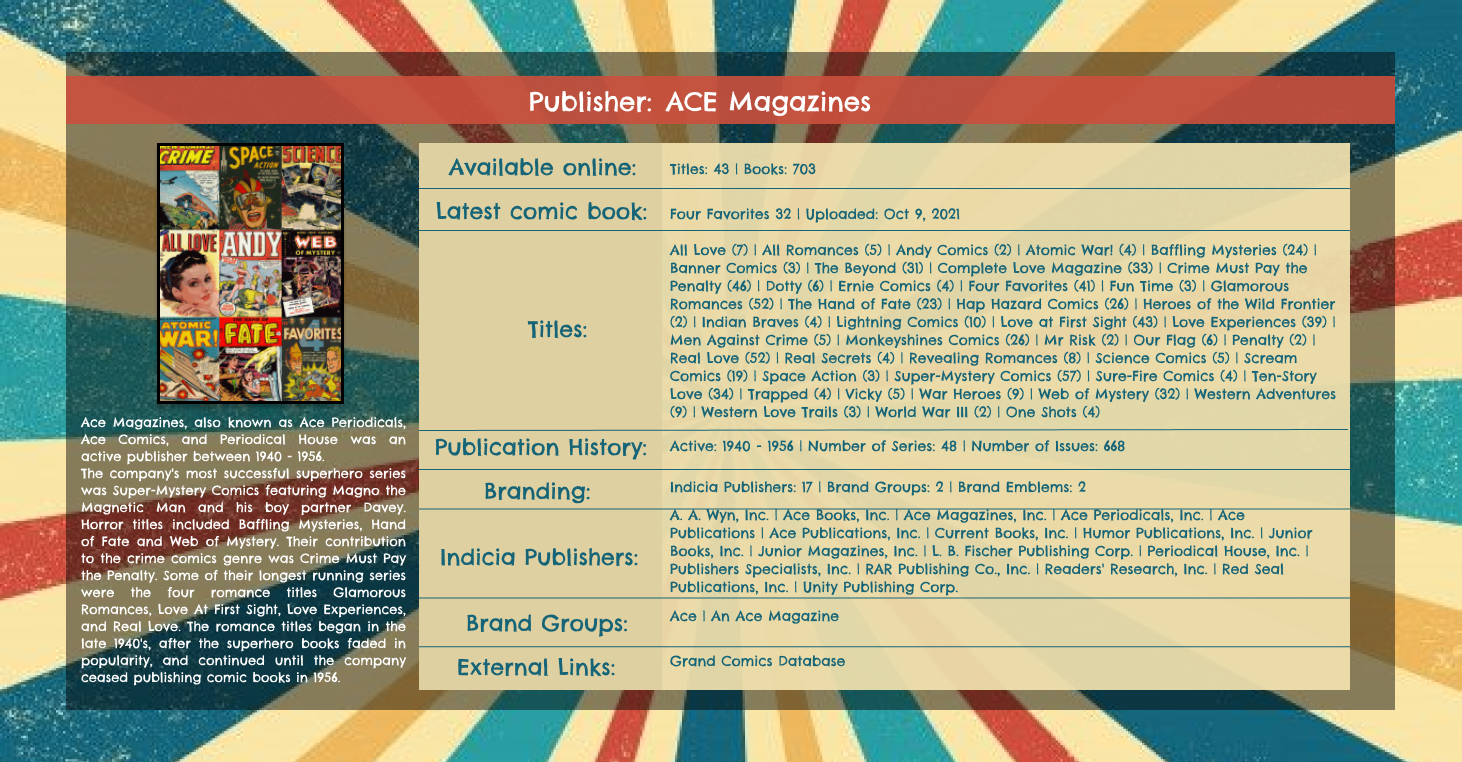 Publisher: ACE Magazines
CRIME
SPACE
ACTION
SCIENCE
ALL LOVE
ANDY
WEB
OF MYSTERY
ATOMIC
WAR!
FATE
FAVORITES
Ace Magazines, also known as Ace Periodicals,
Ace Comics, and Periodical House was an
active publisher between 1940 - 1956.
The company's most successful superhero series
was Super-Mystery Comics featuring Magno the
Magnetic Man and his boy partner Davey.
Horror titles included Baffling Mysteries, Hand
of Fate and Web of Mystery. Their contribution
to the crime comics genre was Crime Must Pay
the Penalty. Some of their longest running series
were the four romance titles Glamorous
Romances, Love At First Sight, Love Experiences,
and Real Love. The romance titles began in the
late 1940's, after the superhero books faded in
popularity, and continued until the company
ceased publishing comic books in 1956.
Available online:
Titles: 43 | Books: 703
Latest comic book:
Four Favorites 32 | Uploaded: Oct 9, 2021
Titles:
All Love (7) | All Romances (5) | Andy Comics (2) | Atomic War! (4) | Baffling Mysteries (24) |
Banner Comics (3) | The Beyond (31) | Complete Love Magazine (33) | Crime Must Pay the
Penalty (46) | Dotty (6) | Ernie Comics (4) | Four Favorites (41) | Fun Time (3) | Glamorous
Romances (52) | The Hand of Fate (23) | Hap Hazard Comics (26) | Heroes of the Wild Frontier
(2) | Indian Braves (4) | Lightning Comics (10) | Love at First Sight (43) | Love Experiences (39) |
Men Against Crime (5) | Monkeyshines Comics (26) | Mr Risk (2) | Our Flag (6) | Penalty (2) |
Real Love (52) | Real Secrets (4) | Revealing Romances (8) | Science Comics (5) | Scream
Comics (19) | Space Action (3) | Super-Mystery Comics (57) | Sure-Fire Comics (4) | Ten-Story
Love (34) | Trapped (4) | Vicky (5) | War Heroes (9) | Web of Mystery (32) | Western Adventures
(9) | Western Love Trails (3) | World War III (2) | One Shots (4)
Publication History:
Active: 1940 - 1956 | Number of Series: 48 | Number of Issues: 668
Branding:
Indicia Publishers: 17 | Brand Groups: 2 | Brand Emblems: 2
Indicia Publishers:
A. A. Wyn, Inc. | Ace Books, Inc. | Ace Magazines, Inc. | Ace Periodicals, Inc. | Ace
Publications | Ace Publications, Inc. | Current Books, Inc. | Humor Publications, Inc. | Junior
Books, Inc. | Junior Magazines, Inc. | L. B. Fischer Publishing Corp. | Periodical House, Inc. |
Publishers Specialists, Inc. | RAR Publishing Co., Inc. | Readers' Research, Inc. | Red Seal
Publications, Inc. | Unity Publishing Corp.
Brand Groups:
Ace | An Ace Magazine
External Links:
Grand Comics Database